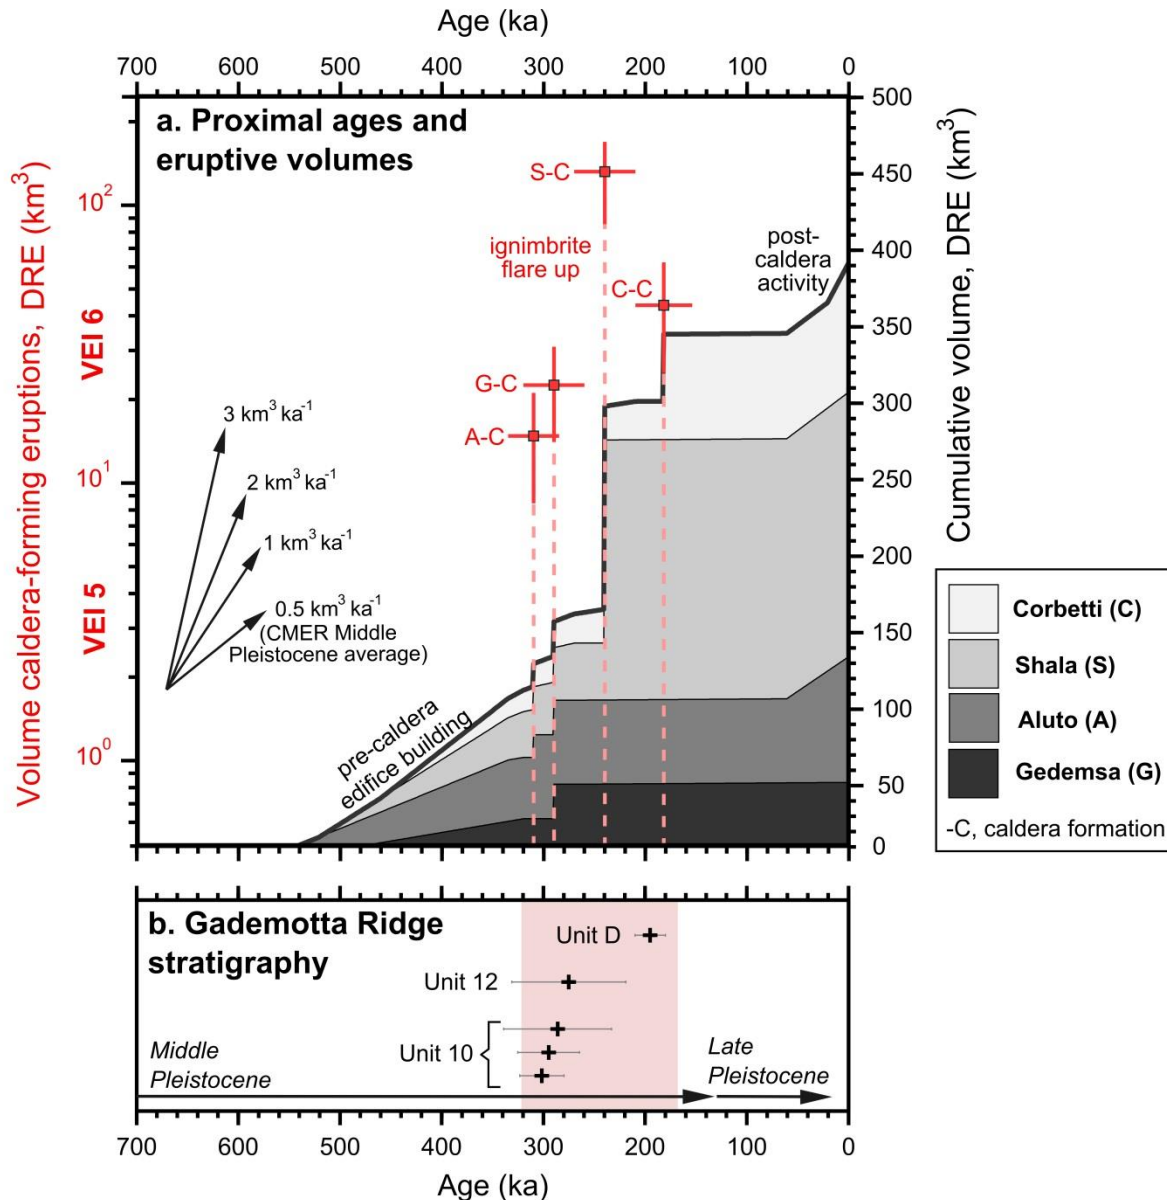 Age (ka)
700 600 500 400 300 200 100 0
a. Proximal ages and
eruptive volumes
Volume caldera-forming eruptions, DRE (km³)
VEI 6
VEI 5
10²
10¹
10⁰
Cumulative volume, DRE (km³)
500
450
400
350
300
250
200
150
100
50
0
S-C
ignimbrite
flare up
C-C
G-C
A-C
post-
caldera
activity
3 km³ ka⁻¹
2 km³ ka⁻¹
1 km³ ka⁻¹
0.5 km³ ka⁻¹
(CMER Middle
Pleistocene average)
pre-caldera
edifice building
Corbetti (C)
Shala (S)
Aluto (A)
Gedemsa (G)
-C, caldera formation
b. Gademotta Ridge
stratigraphy
Unit D
Unit 12
Unit 10
Middle
Pleistocene
Late
Pleistocene
700 600 500 400 300 200 100 0
Age (ka)